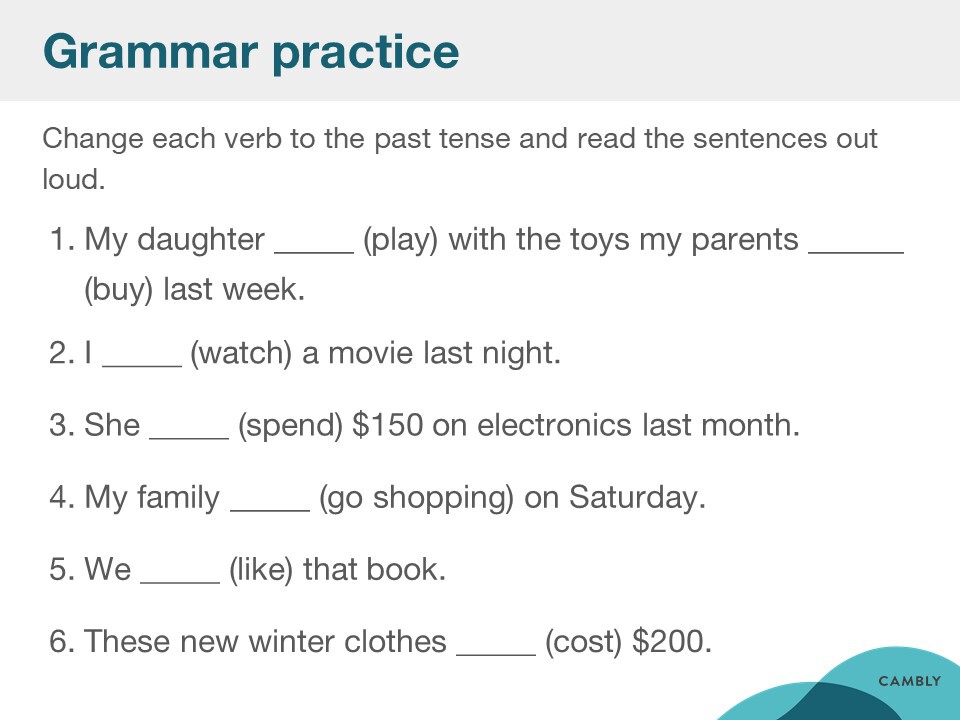 Grammar practice
Change each verb to the past tense and read the sentences out
loud.
1. My daughter _____ (play) with the toys my parents ______
(buy) last week.
2. I _____ (watch) a movie last night.
3. She _____ (spend) $150 on electronics last month.
4. My family _____ (go shopping) on Saturday.
5. We _____ (like) that book.
6. These new winter clothes _____ (cost) $200.
CAMBLY